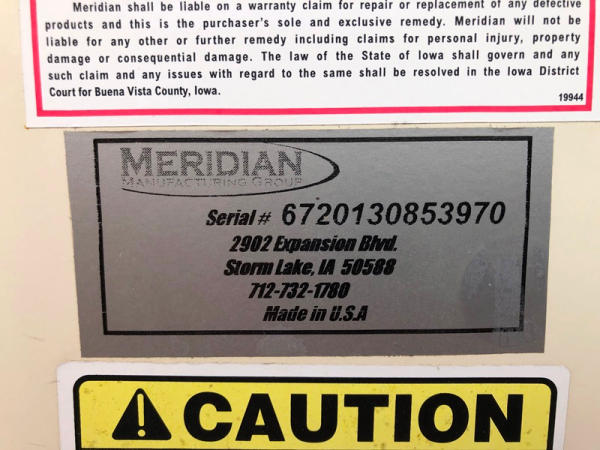 Meridian shall be liable on a warranty claim for repair or replacement of any defective
products and this is the purchaser's sole and exclusive remedy. Meridian will not be
liable for any other or further remedy including claims for personal injury, property
damage or consequential damage. The law of the State of Iowa shall govern and any
such claim and any issues with regard to the same shall be resolved in the Iowa District
Court for Buena Vista County, Iowa.
19944
MERIDIAN
MANUFACTURING GROUP
Serial # 6720130853970
2902 Expansion Blvd.
Storm Lake, IA 50588
712-732-1780
Made in U.S.A
CAUTION